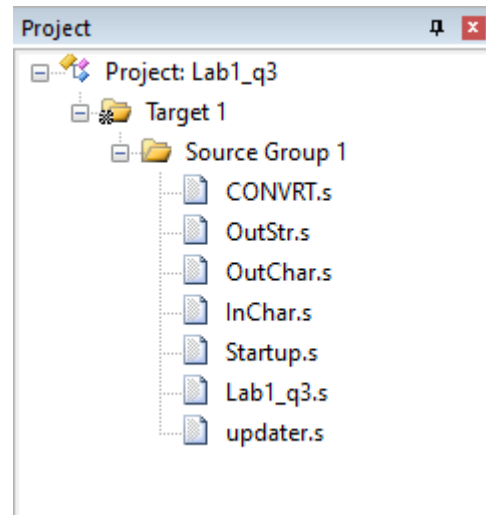 Project
Project: Lab1_q3
Target 1
Source Group 1
CONVRT.s
OutStr.s
OutChar.s
InChar.s
Startup.s
Lab1_q3.s
updater.s